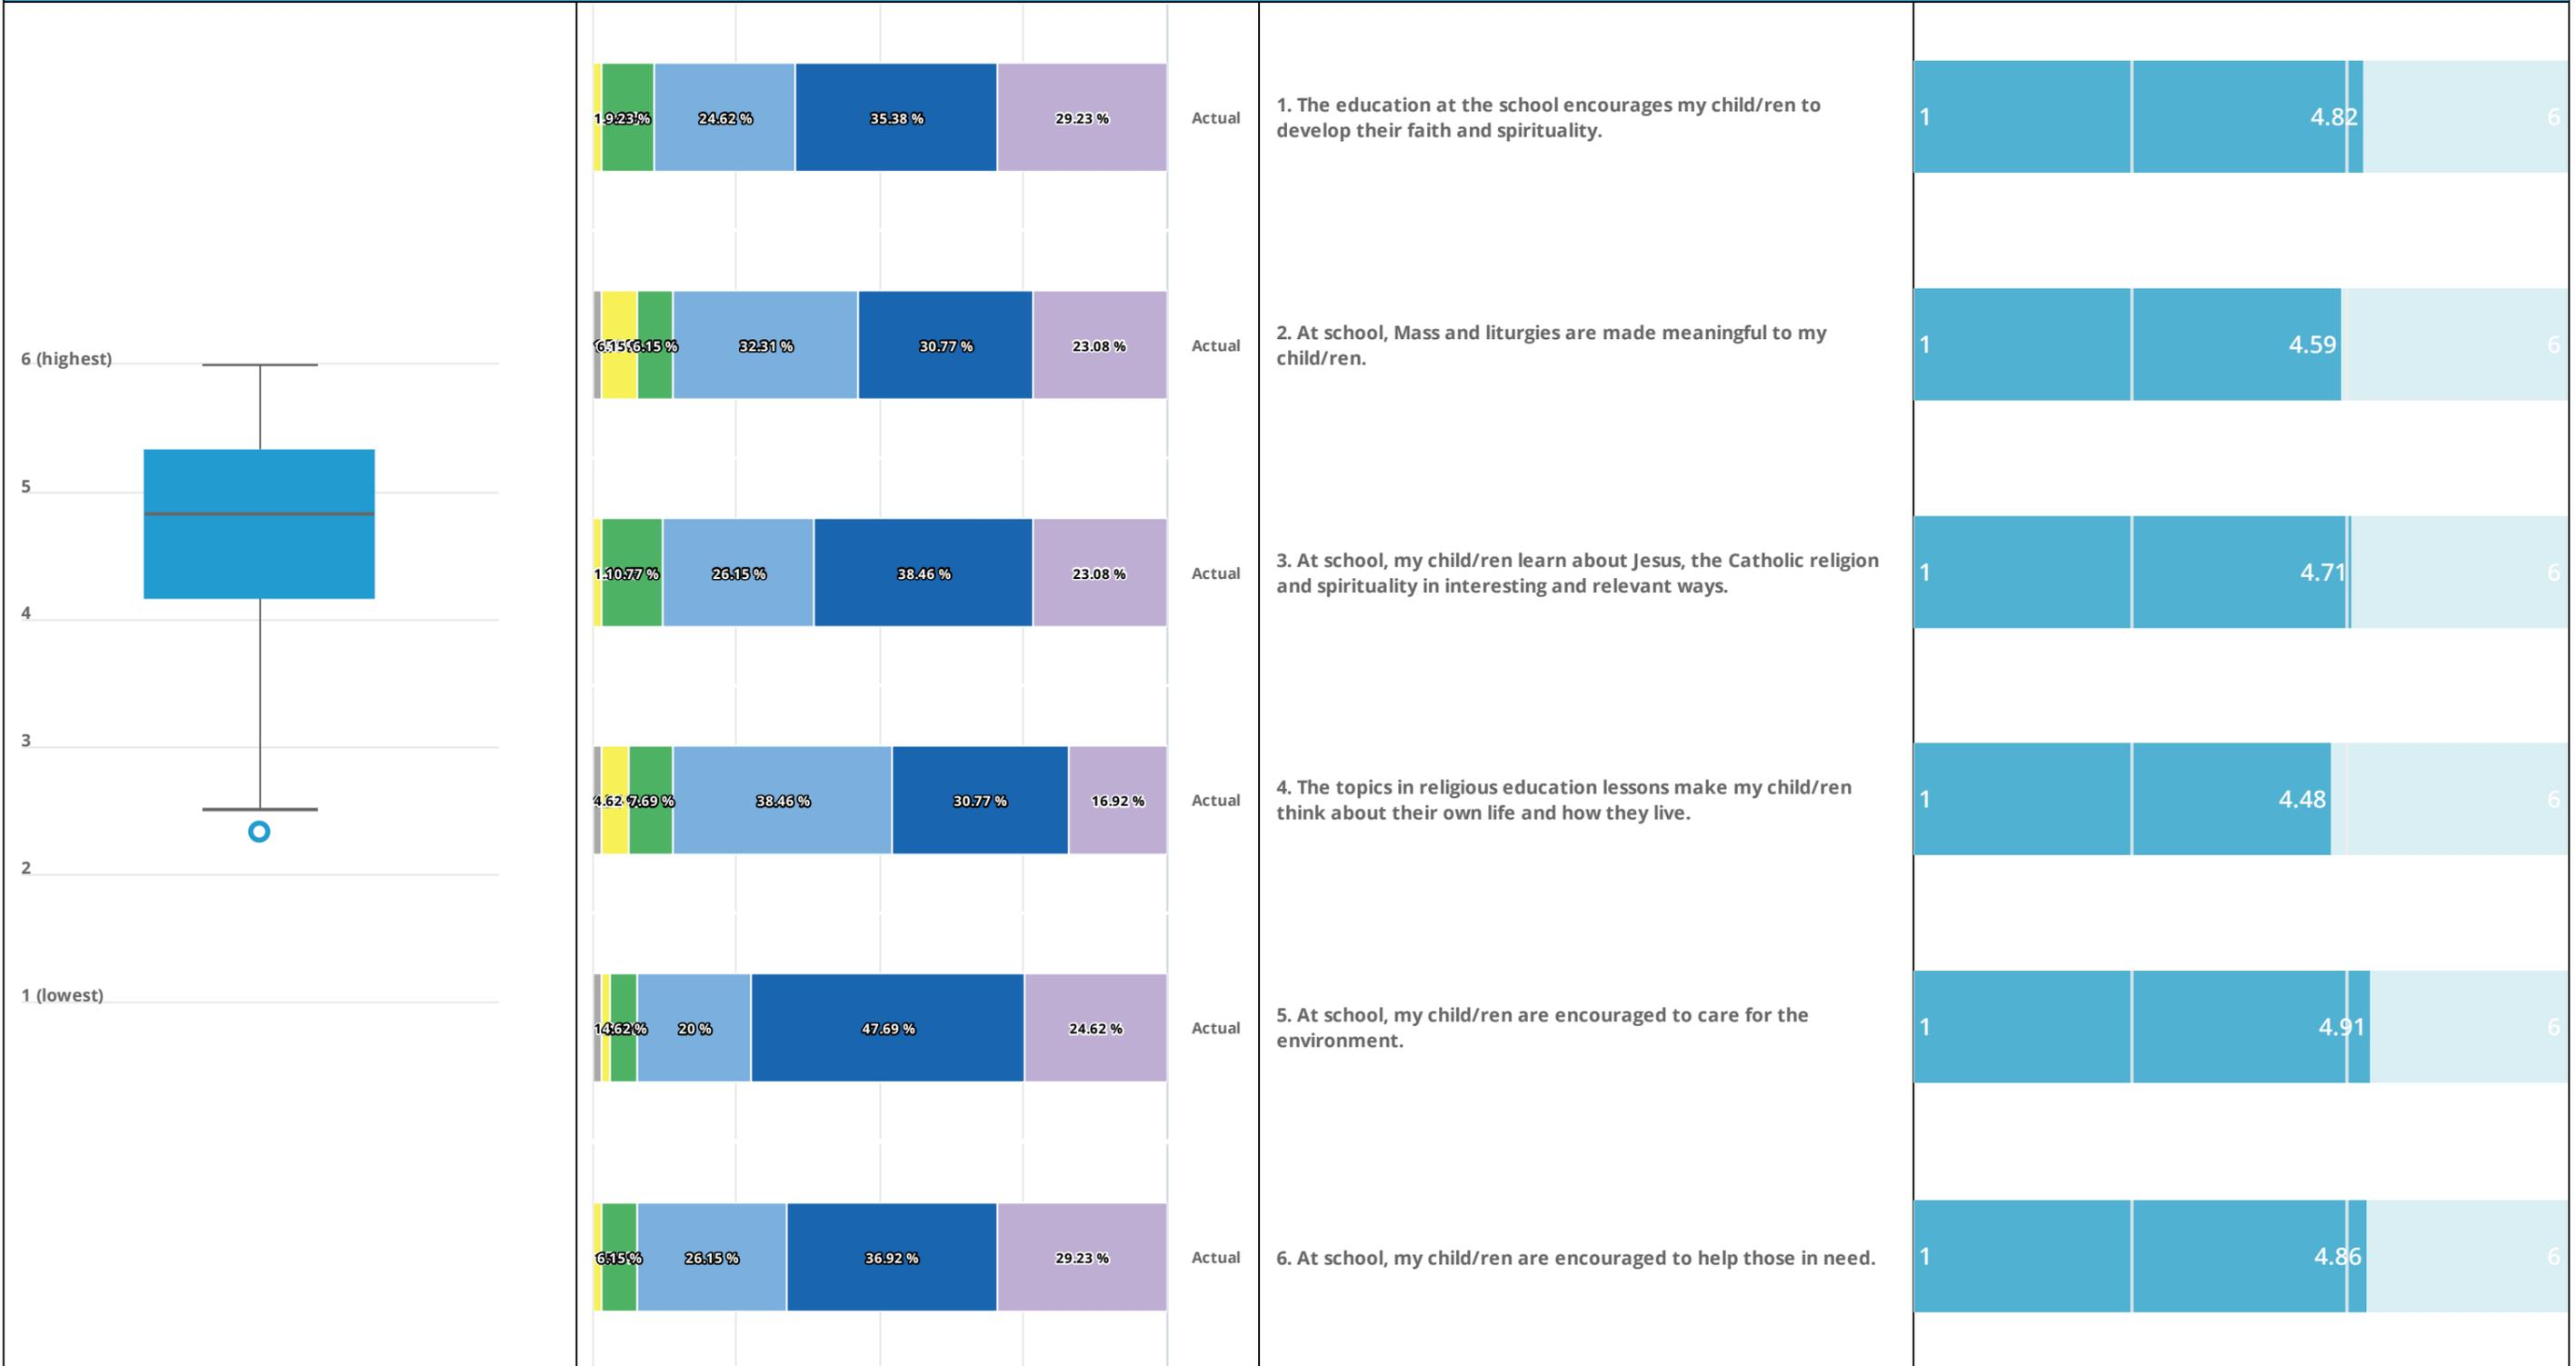 6 (highest)
5
4
3
2
1 (lowest)
9.23 %
24.62 %
35.38 %
29.23 %
Actual
1. The education at the school encourages my child/ren to
develop their faith and spirituality.
1
4.82
6
6.15 %
32.31 %
30.77 %
23.08 %
Actual
2. At school, Mass and liturgies are made meaningful to my
child/ren.
1
4.59
6
10.77 %
26.15 %
38.46 %
23.08 %
Actual
3. At school, my child/ren learn about Jesus, the Catholic religion
and spirituality in interesting and relevant ways.
1
4.71
6
4.62
7.69 %
38.46 %
30.77 %
16.92 %
Actual
4. The topics in religious education lessons make my child/ren
think about their own life and how they live.
1
4.48
6
4.62 %
20 %
47.69 %
24.62 %
Actual
5. At school, my child/ren are encouraged to care for the
environment.
1
4.91
6
6.15 %
26.15 %
36.92 %
29.23 %
Actual
6. At school, my child/ren are encouraged to help those in need.
1
4.86
6